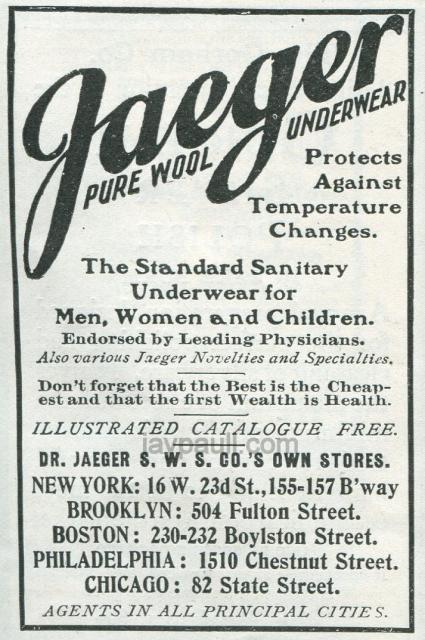 Jaeger
PURE WOOL UNDERWEAR
Protects
Against
Temperature
Changes.
The Standard Sanitary
Underwear for
Men, Women and Children.
Endorsed by Leading Physicians.
Also various Jaeger Novelties and Specialties.
Don't forget that the Best is the Cheap-
est and that the first Wealth is Health.
ILLUSTRATED CATALOGUE FREE.
jaypaull.com
DR. JAEGER S. W. S. CO.'S OWN STORES.
NEW YORK: 16 W. 23d St., 155-157 B'way
BROOKLYN: 504 Fulton Street.
BOSTON: 230-232 Boylston Street.
PHILADELPHIA: 1510 Chestnut Street.
CHICAGO: 82 State Street.
AGENTS IN ALL PRINCIPAL CITIES.